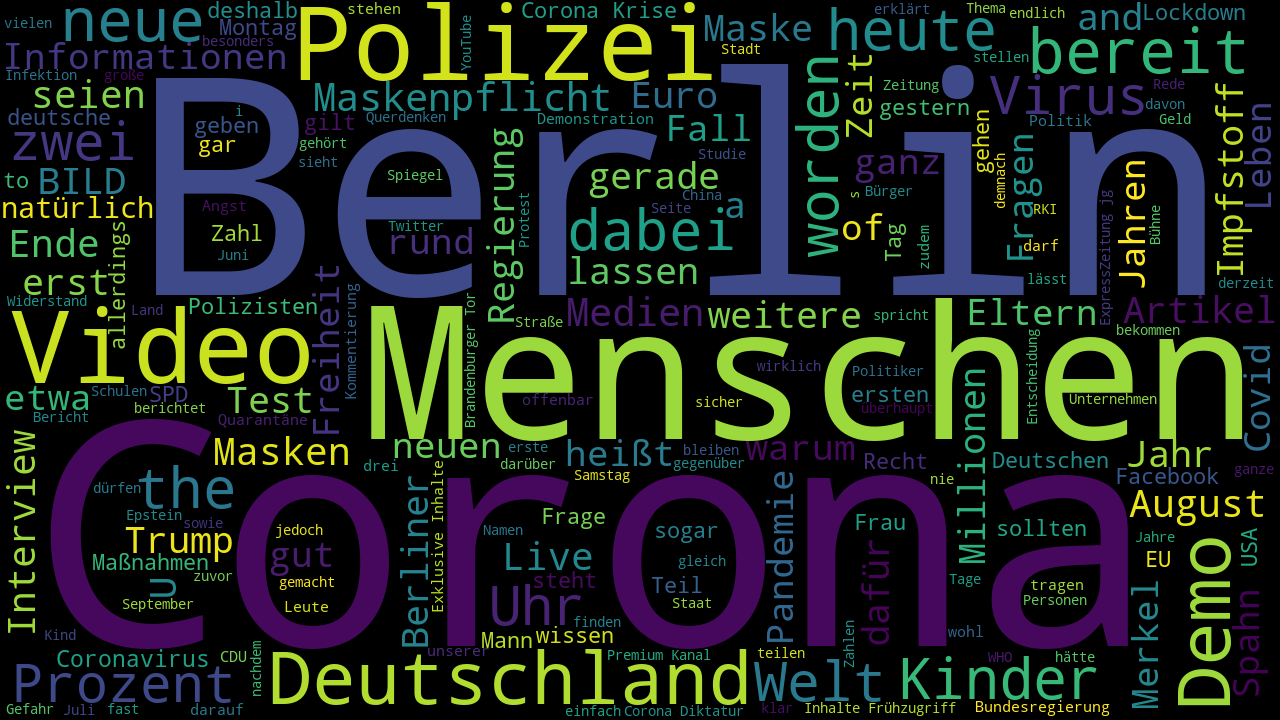 vielen
neue
deshalb
Montag
besonders
stehen
Polizei
YouTube
Corona Krise
Maske
Stadt
heute
erklärt
Thema
endlich
and
Lockdown
stellen
bereit
Informationen
Infektion
große
seien
deutsche
zwei
i
geben
gar
gilt
gehört
sieht
Maskenpflicht
Querdenken
Euro
Demonstration
Fall
Studie
worden
Zeit
Zeitung
gestern
Virus
Rede
davon
Geld
Politik
gehen
Fragen
Impfstoff
Leben
to
BILD
natürlich
Angst
Zahl
Juni
Berlin
Spiegel
Twitter
rund
Regierung
Protest
gerade
China
Seite
a
dabei
lassen
ganz
s
Bürger
of
Tag
zudem
demnach
RKI
darf
lässt
ExpressZeitung jg
Jahren
Bühne
derzeit
Ende
erst
allerdings
Widerstand
Land
Polizisten
Freiheit
Kommentierung
Brandenburger Tor
Straße
Medien
weitere
spricht
Eltern
Artikel
bekommen
Video
Menschen
wirklich
Politiker
Entscheidung
Unternehmen
Covid
etwa
Schulen
SPD
berichtet
Bericht
Test
Quarantäne
offenbar
sicher
ersten
überhaupt
Millionen
Interview
Masken
drei
neuen
erste
darüber
heißt
Samstag
bleiben
gegenüber
warum
Recht
nie
Deutschen
Jahr
Facebook
ganze
dürfen
the
Epstein
sowie
Trump
Maßnahmen
zuvor
u
September
Kind
Corona
jedoch
gut
gemacht
Leute
Berliner
Exklusive Inhalte
Namen
Frage
Live
steht
Uhr
finden
sogar
gleich
Teil
Staat
Pandemie
Frau
dafür
sollten
Tage
tragen
Personen
wohl
August
Jahre
EU
USA
Merkel
Demo
Spahn
Coronavirus
CDU
nachdem
Prozent
Gefahr
Juli
fast
darauf
Deutschland
unserer
Mann
wissen
Premium Kanal
einfach
Corona Diktatur
teilen
Welt
klar
Zahlen
Inhalte Frühzugriff
Kinder
WHO
hätte
Bundesregierung